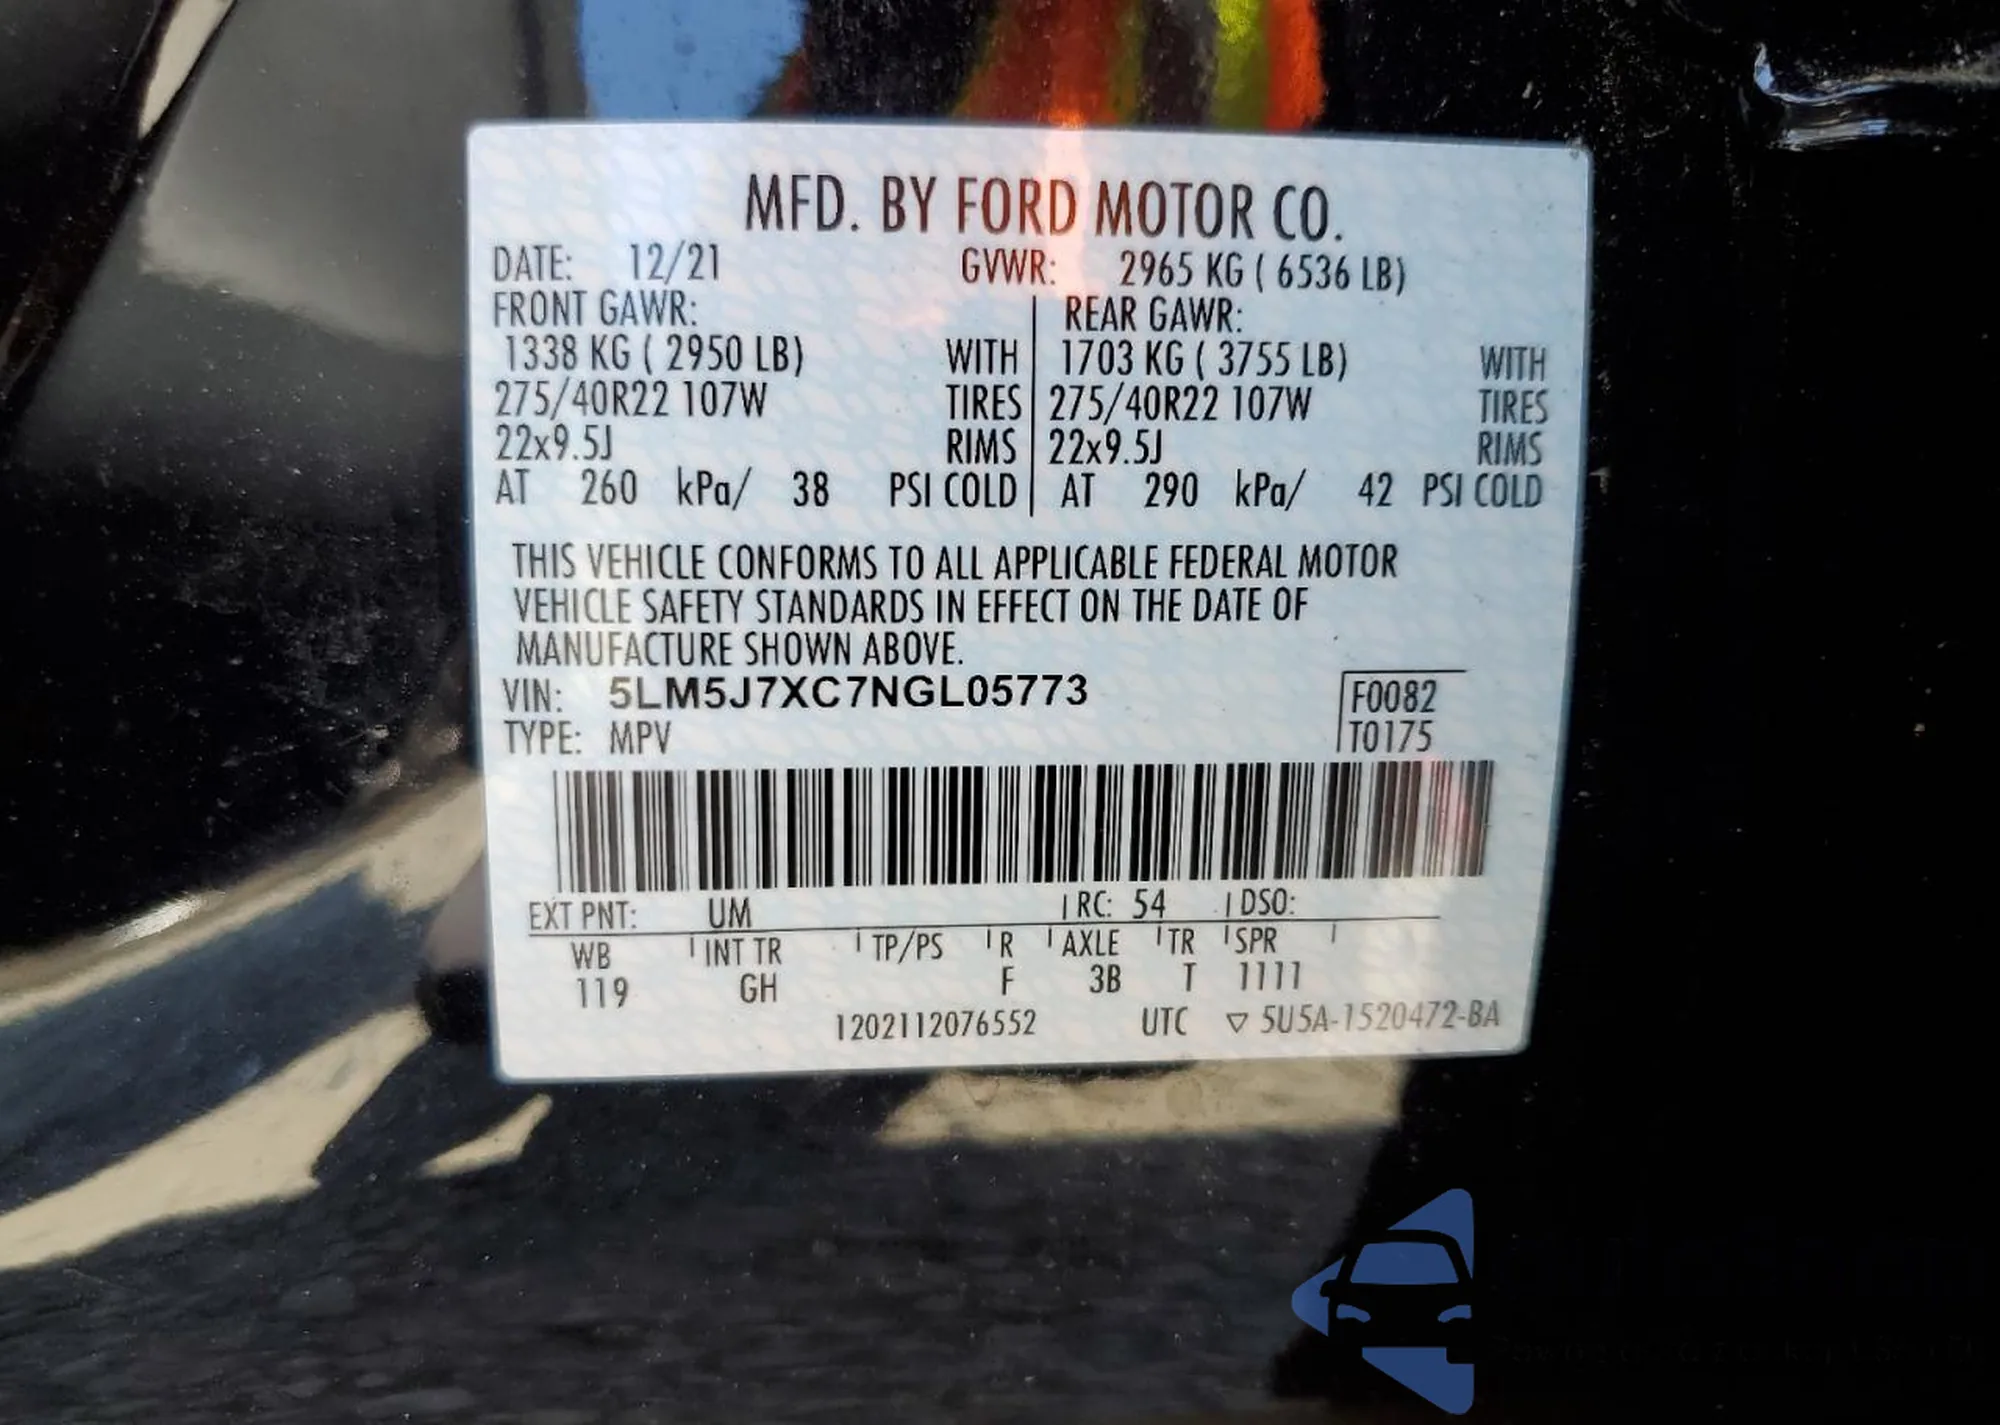 MFD. BY FORD MOTOR CO.
DATE: 12/21 GVWR: 2965 KG ( 6536 LB)
FRONT GAWR: REAR GAWR:
1338 KG ( 2950 LB) WITH 1703 KG ( 3755 LB) WITH
275/40R22 107W TIRES 275/40R22 107W TIRES
22x9.5J RIMS 22x9.5J RIMS
AT 260 kPa/ 38 PSI COLD AT 290 kPa/ 42 PSI COLD
THIS VEHICLE CONFORMS TO ALL APPLICABLE FEDERAL MOTOR
VEHICLE SAFETY STANDARDS IN EFFECT ON THE DATE OF
MANUFACTURE SHOWN ABOVE.
VIN: 5LM5J7XC7NGL05773 F0082
TYPE: MPV T0175
EXT PNT: UM RC: 54 DSO:
WB INT TR TP/PS R AXLE TR SPR
119 GH F 3B T 1111
1202112076552 UTC ▽ 5U5A-1520472-BA